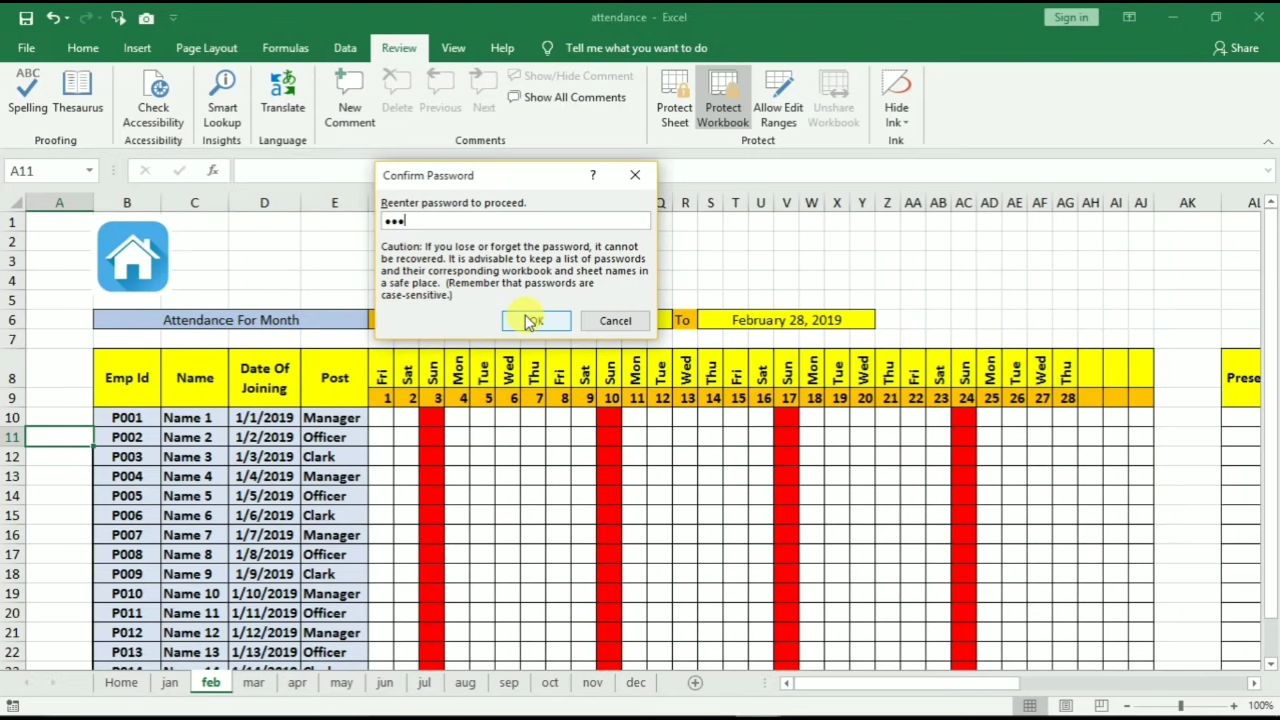 attendance - Excel
Sign in
File Home Insert Page Layout Formulas Data Review View Help Tell me what you want to do Share
ABC
Spelling Thesaurus Check Accessibility Smart Lookup Translate New Comment Delete Previous Next Show/Hide Comment Show All Comments Protect Sheet Protect Workbook Allow Edit Ranges Unshare Workbook Hide Ink
Proofing Accessibility Insights Language Comments Protect Ink
A11 fx
Confirm Password ?
Reenter password to proceed.
Caution: If you lose or forget the password, it cannot
be recovered. It is advisable to keep a list of passwords
and their corresponding workbook and sheet names in
a safe place. (Remember that passwords are
case-sensitive.)
Cancel
A B C D E Q R S T U V W X Y Z AA AB AC AD AE AF AG AH AI AJ AK AL
1
2
3
4
5
6 Attendance For Month To February 28, 2019
7
8 Emp Id Name Date Of Joining Post Fri Sat Sun Mon Tue Wed Thu Fri Sat Sun Mon Tue Wed Thu Fri Sat Sun Mon Tue Wed Thu Fri Sat Sun Mon Tue Wed Thu Prese
9 1 2 3 4 5 6 7 8 9 10 11 12 13 14 15 16 17 18 19 20 21 22 23 24 25 26 27 28
10 P001 Name 1 1/1/2019 Manager
11 P002 Name 2 1/2/2019 Officer
12 P003 Name 3 1/3/2019 Clark
13 P004 Name 4 1/4/2019 Manager
14 P005 Name 5 1/5/2019 Officer
15 P006 Name 6 1/6/2019 Clark
16 P007 Name 7 1/7/2019 Manager
17 P008 Name 8 1/8/2019 Officer
18 P009 Name 9 1/9/2019 Clark
19 P010 Name 10 1/10/2019 Manager
20 P011 Name 11 1/11/2019 Officer
21 P012 Name 12 1/12/2019 Manager
22 P013 Name 13 1/13/2019 Officer
Home jan feb mar apr may jun jul aug sep oct nov dec
100%